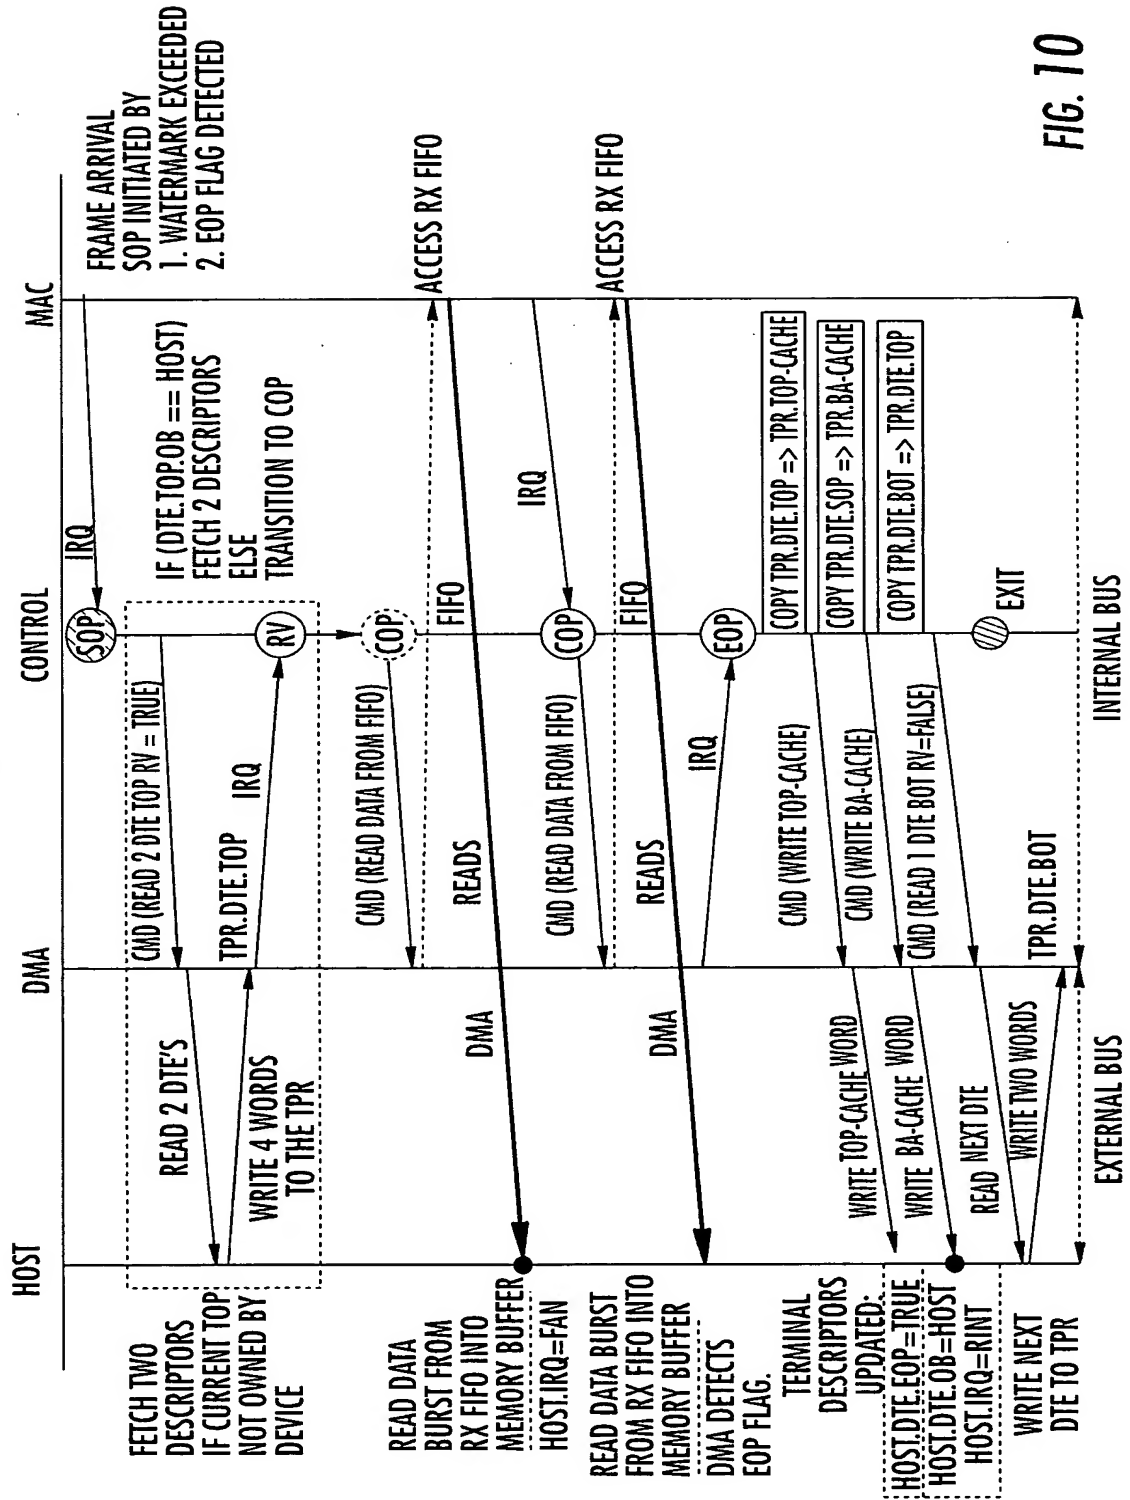 HOST
DMA
CONTROL
MAC
FRAME ARRIVAL
SOP INITIATED BY
1. WATERMARK EXCEEDED
2. EOP FLAG DETECTED
IRQ
SOP
FETCH TWO
DESCRIPTORS
IF CURRENT TOP
NOT OWNED BY
DEVICE
READ 2 DTE'S
WRITE 4 WORDS
TO THE TPR
CMD (READ 2 DTE TOP RV = TRUE)
TPR.DTE.TOP
IRQ
RV
IF (DTE.TOP.OB == HOST)
FETCH 2 DESCRIPTORS
ELSE
TRANSITION TO COP
COP
CMD (READ DATA FROM FIFO)
ACCESS RX FIFO
FIFO
READS
DMA
READ DATA
BURST FROM
RX FIFO INTO
MEMORY BUFFER
HOST.IRQ=FAN
IRQ
COP
CMD (READ DATA FROM FIFO)
ACCESS RX FIFO
FIFO
READS
DMA
READ DATA BURST
FROM RX FIFO INTO
MEMORY BUFFER
DMA DETECTS
EOP FLAG.
IRQ
EOP
COPY TPR.DTE.TOP => TPR.TOP-CACHE
COPY TPR.DTE.SOP => TPR.BA-CACHE
COPY TPR.DTE.BOT => TPR.DTE.TOP
CMD (WRITE TOP-CACHE)
CMD (WRITE BA-CACHE)
CMD (READ 1 DTE BOT RV=FALSE)
WRITE TOP-CACHE WORD
WRITE BA-CACHE WORD
READ NEXT DTE
WRITE TWO WORDS
TERMINAL
DESCRIPTORS
UPDATED:
HOST.DTE.EOP=TRUE
HOST.DTE.OB=HOST
HOST.IRQ=RINT
WRITE NEXT
DTE TO TPR
EXIT
TPR.DTE.BOT
EXTERNAL BUS
INTERNAL BUS
FIG. 10